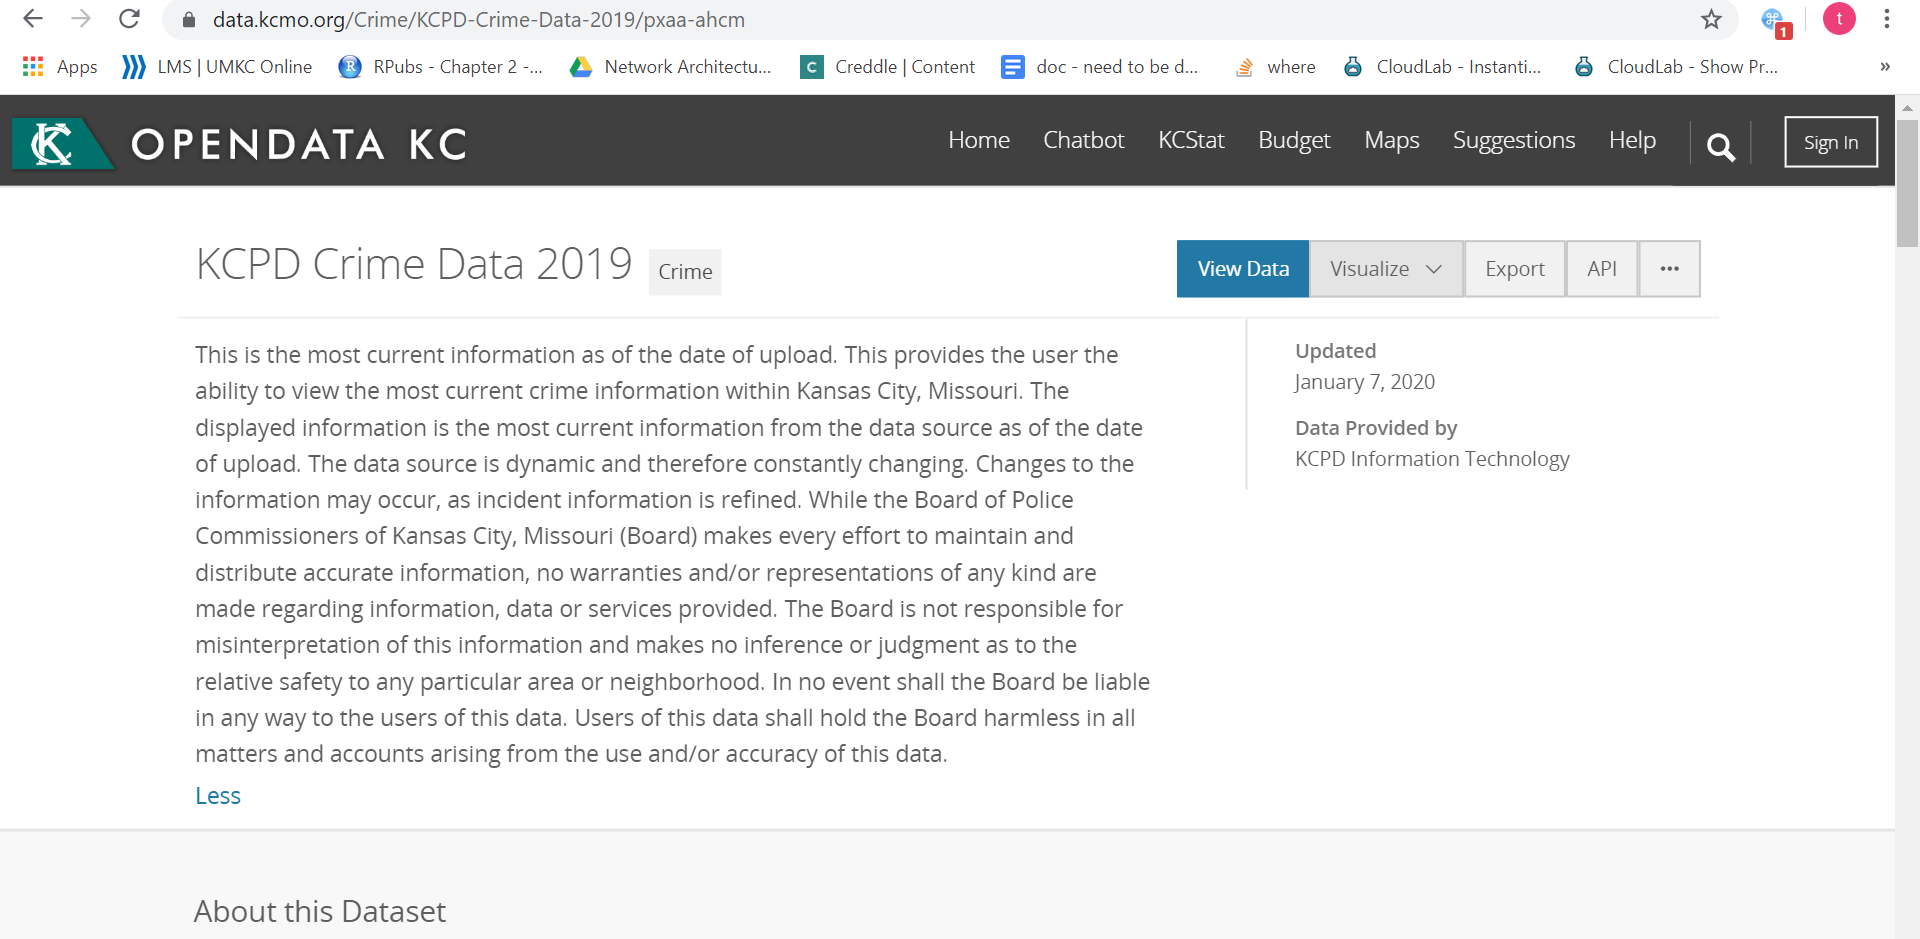 data.kcmo.org/Crime/KCPD-Crime-Data-2019/pxaa-ahcm
1
t
Apps
LMS | UMKC Online
RPubs - Chapter 2 -...
Network Architectu...
C
Creddle | Content
doc - need to be d...
where
CloudLab - Instanti...
CloudLab - Show Pr...
»
KC
OPENDATA KC
Home
Chatbot
KCStat
Budget
Maps
Suggestions
Help
Sign In
KCPD Crime Data 2019
Crime
View Data
Visualize
Export
API
•••
This is the most current information as of the date of upload. This provides the user the
ability to view the most current crime information within Kansas City, Missouri. The
displayed information is the most current information from the data source as of the date
of upload. The data source is dynamic and therefore constantly changing. Changes to the
information may occur, as incident information is refined. While the Board of Police
Commissioners of Kansas City, Missouri (Board) makes every effort to maintain and
distribute accurate information, no warranties and/or representations of any kind are
made regarding information, data or services provided. The Board is not responsible for
misinterpretation of this information and makes no inference or judgment as to the
relative safety to any particular area or neighborhood. In no event shall the Board be liable
in any way to the users of this data. Users of this data shall hold the Board harmless in all
matters and accounts arising from the use and/or accuracy of this data.
Less
Updated
January 7, 2020
Data Provided by
KCPD Information Technology
About this Dataset